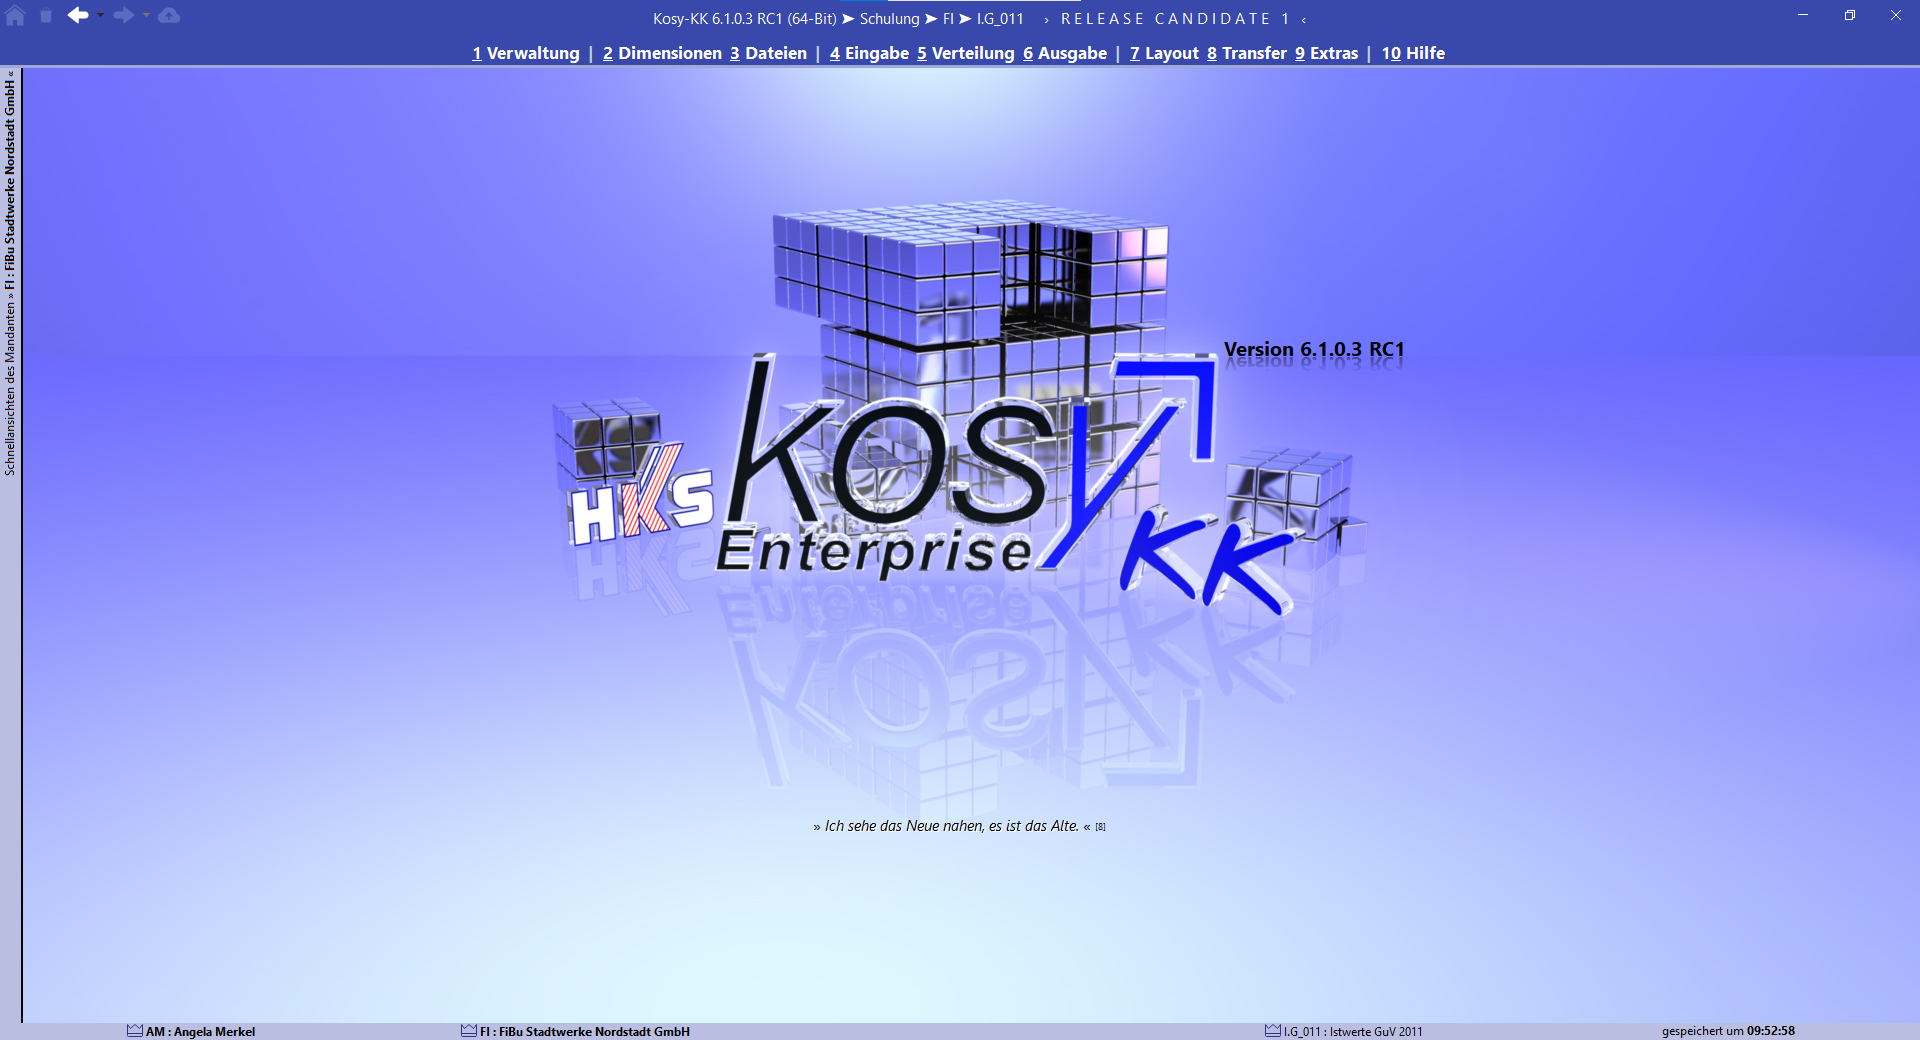 Kosy-KK 6.1.0.3 RC1 (64-Bit) ➤ Schulung ➤ FI ➤ I.G_011 › RELEASE CANDIDATE 1 ‹
1 Verwaltung | 2 Dimensionen 3 Dateien | 4 Eingabe 5 Verteilung 6 Ausgabe | 7 Layout 8 Transfer 9 Extras | 10 Hilfe
Schnellansichten des Mandanten » FI : FiBu Stadtwerke Nordstadt GmbH «
Version 6.1.0.3 RC1
HKS
kosy
Enterprise
KK
» Ich sehe das Neue nahen, es ist das Alte. « [8]
AM : Angela Merkel
FI : FiBu Stadtwerke Nordstadt GmbH
I.G_011 : Istwerte GuV 2011
gespeichert um 09:52:58